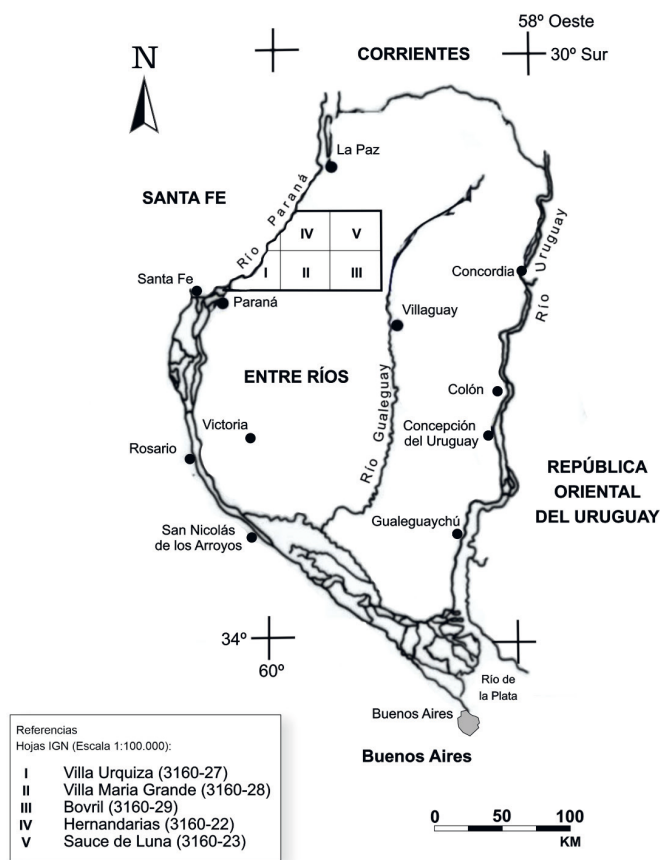 58º Oeste
N
CORRIENTES
30º Sur
La Paz
SANTA FE
Río Paraná
IV
V
Río Uruguay
Santa Fe
I
II
III
Concordia
Paraná
Villaguay
ENTRE RÍOS
Río Gualeguay
Colón
Victoria
Concepción
del Uruguay
Rosario
REPÚBLICA
ORIENTAL
DEL URUGUAY
Gualeguaychú
San Nicolás
de los Arroyos
34º
60º
Río de
la Plata
Buenos Aires
Buenos Aires
Referencias
Hojas IGN (Escala 1:100.000):
I Villa Urquiza (3160-27)
II Villa Maria Grande (3160-28)
III Bovril (3160-29)
IV Hernandarias (3160-22)
V Sauce de Luna (3160-23)
0 50 100
KM